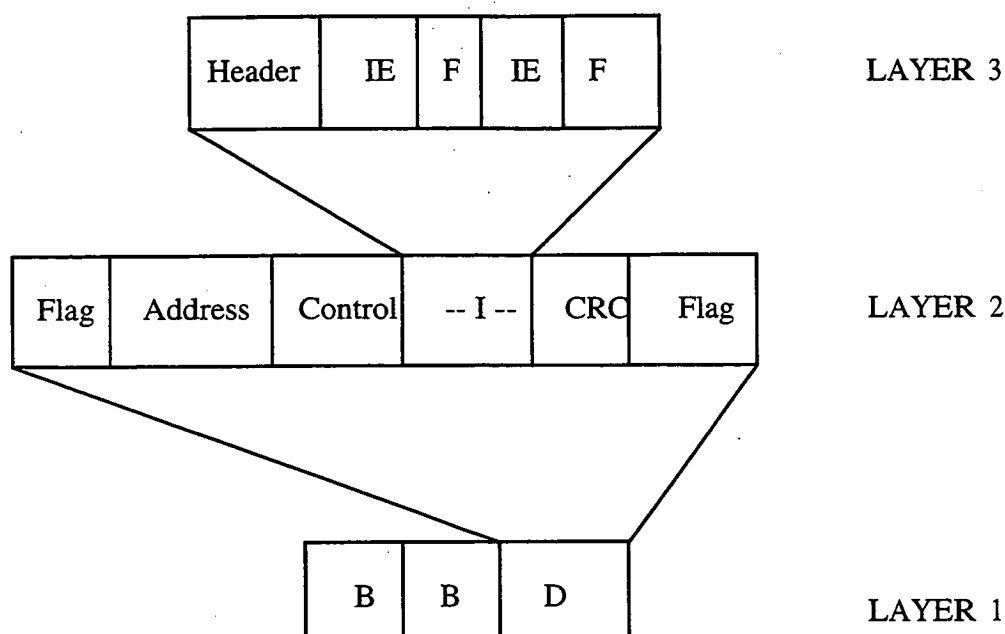 Header IE F IE F LAYER 3
Flag Address Control -- I -- CRC Flag LAYER 2
B B D LAYER 1